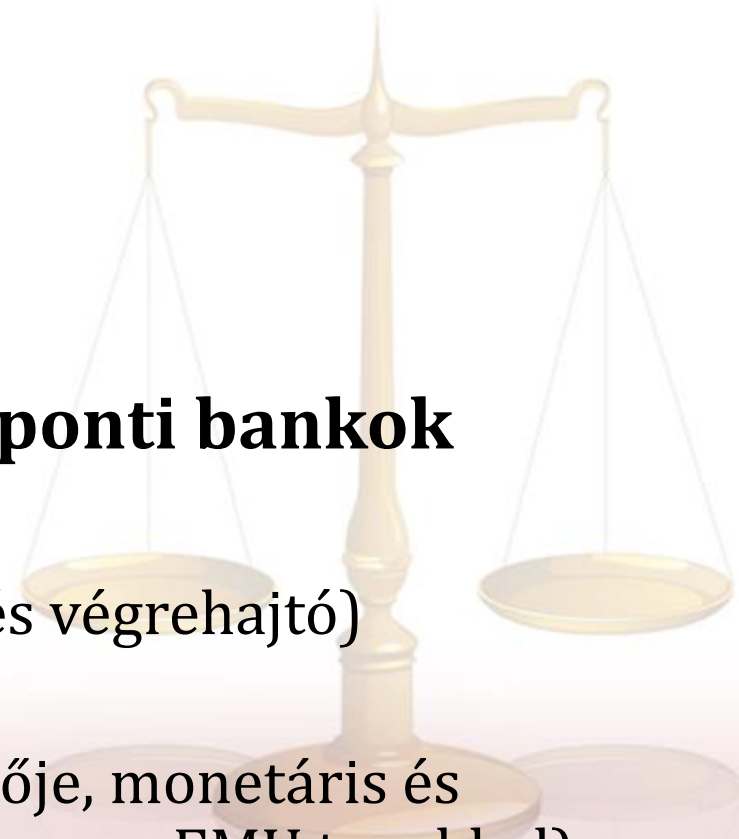 ponti bankok
és végrehajtó)
ője, monetáris és